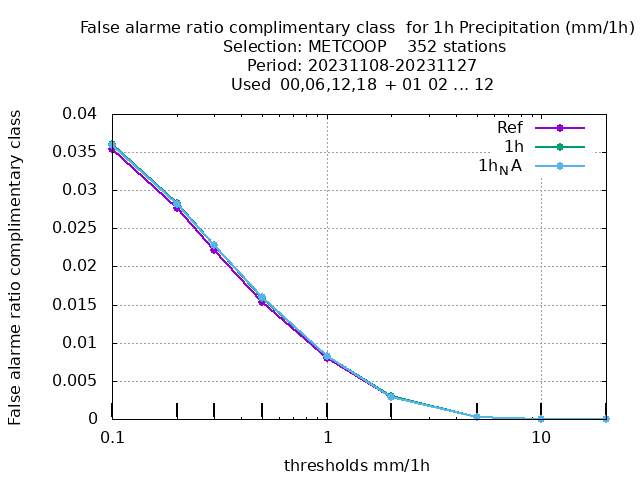 False alarme ratio complimentary class for 1h Precipitation (mm/1h)
Selection: METCOOP 352 stations
Period: 20231108-20231127
Used 00,06,12,18 + 01 02 ... 12
False alarme ratio complimentary class
0.04
0.035
0.03
0.025
0.02
0.015
0.01
0.005
0
Ref
1h
1hNA
0.1
1
10
thresholds mm/1h